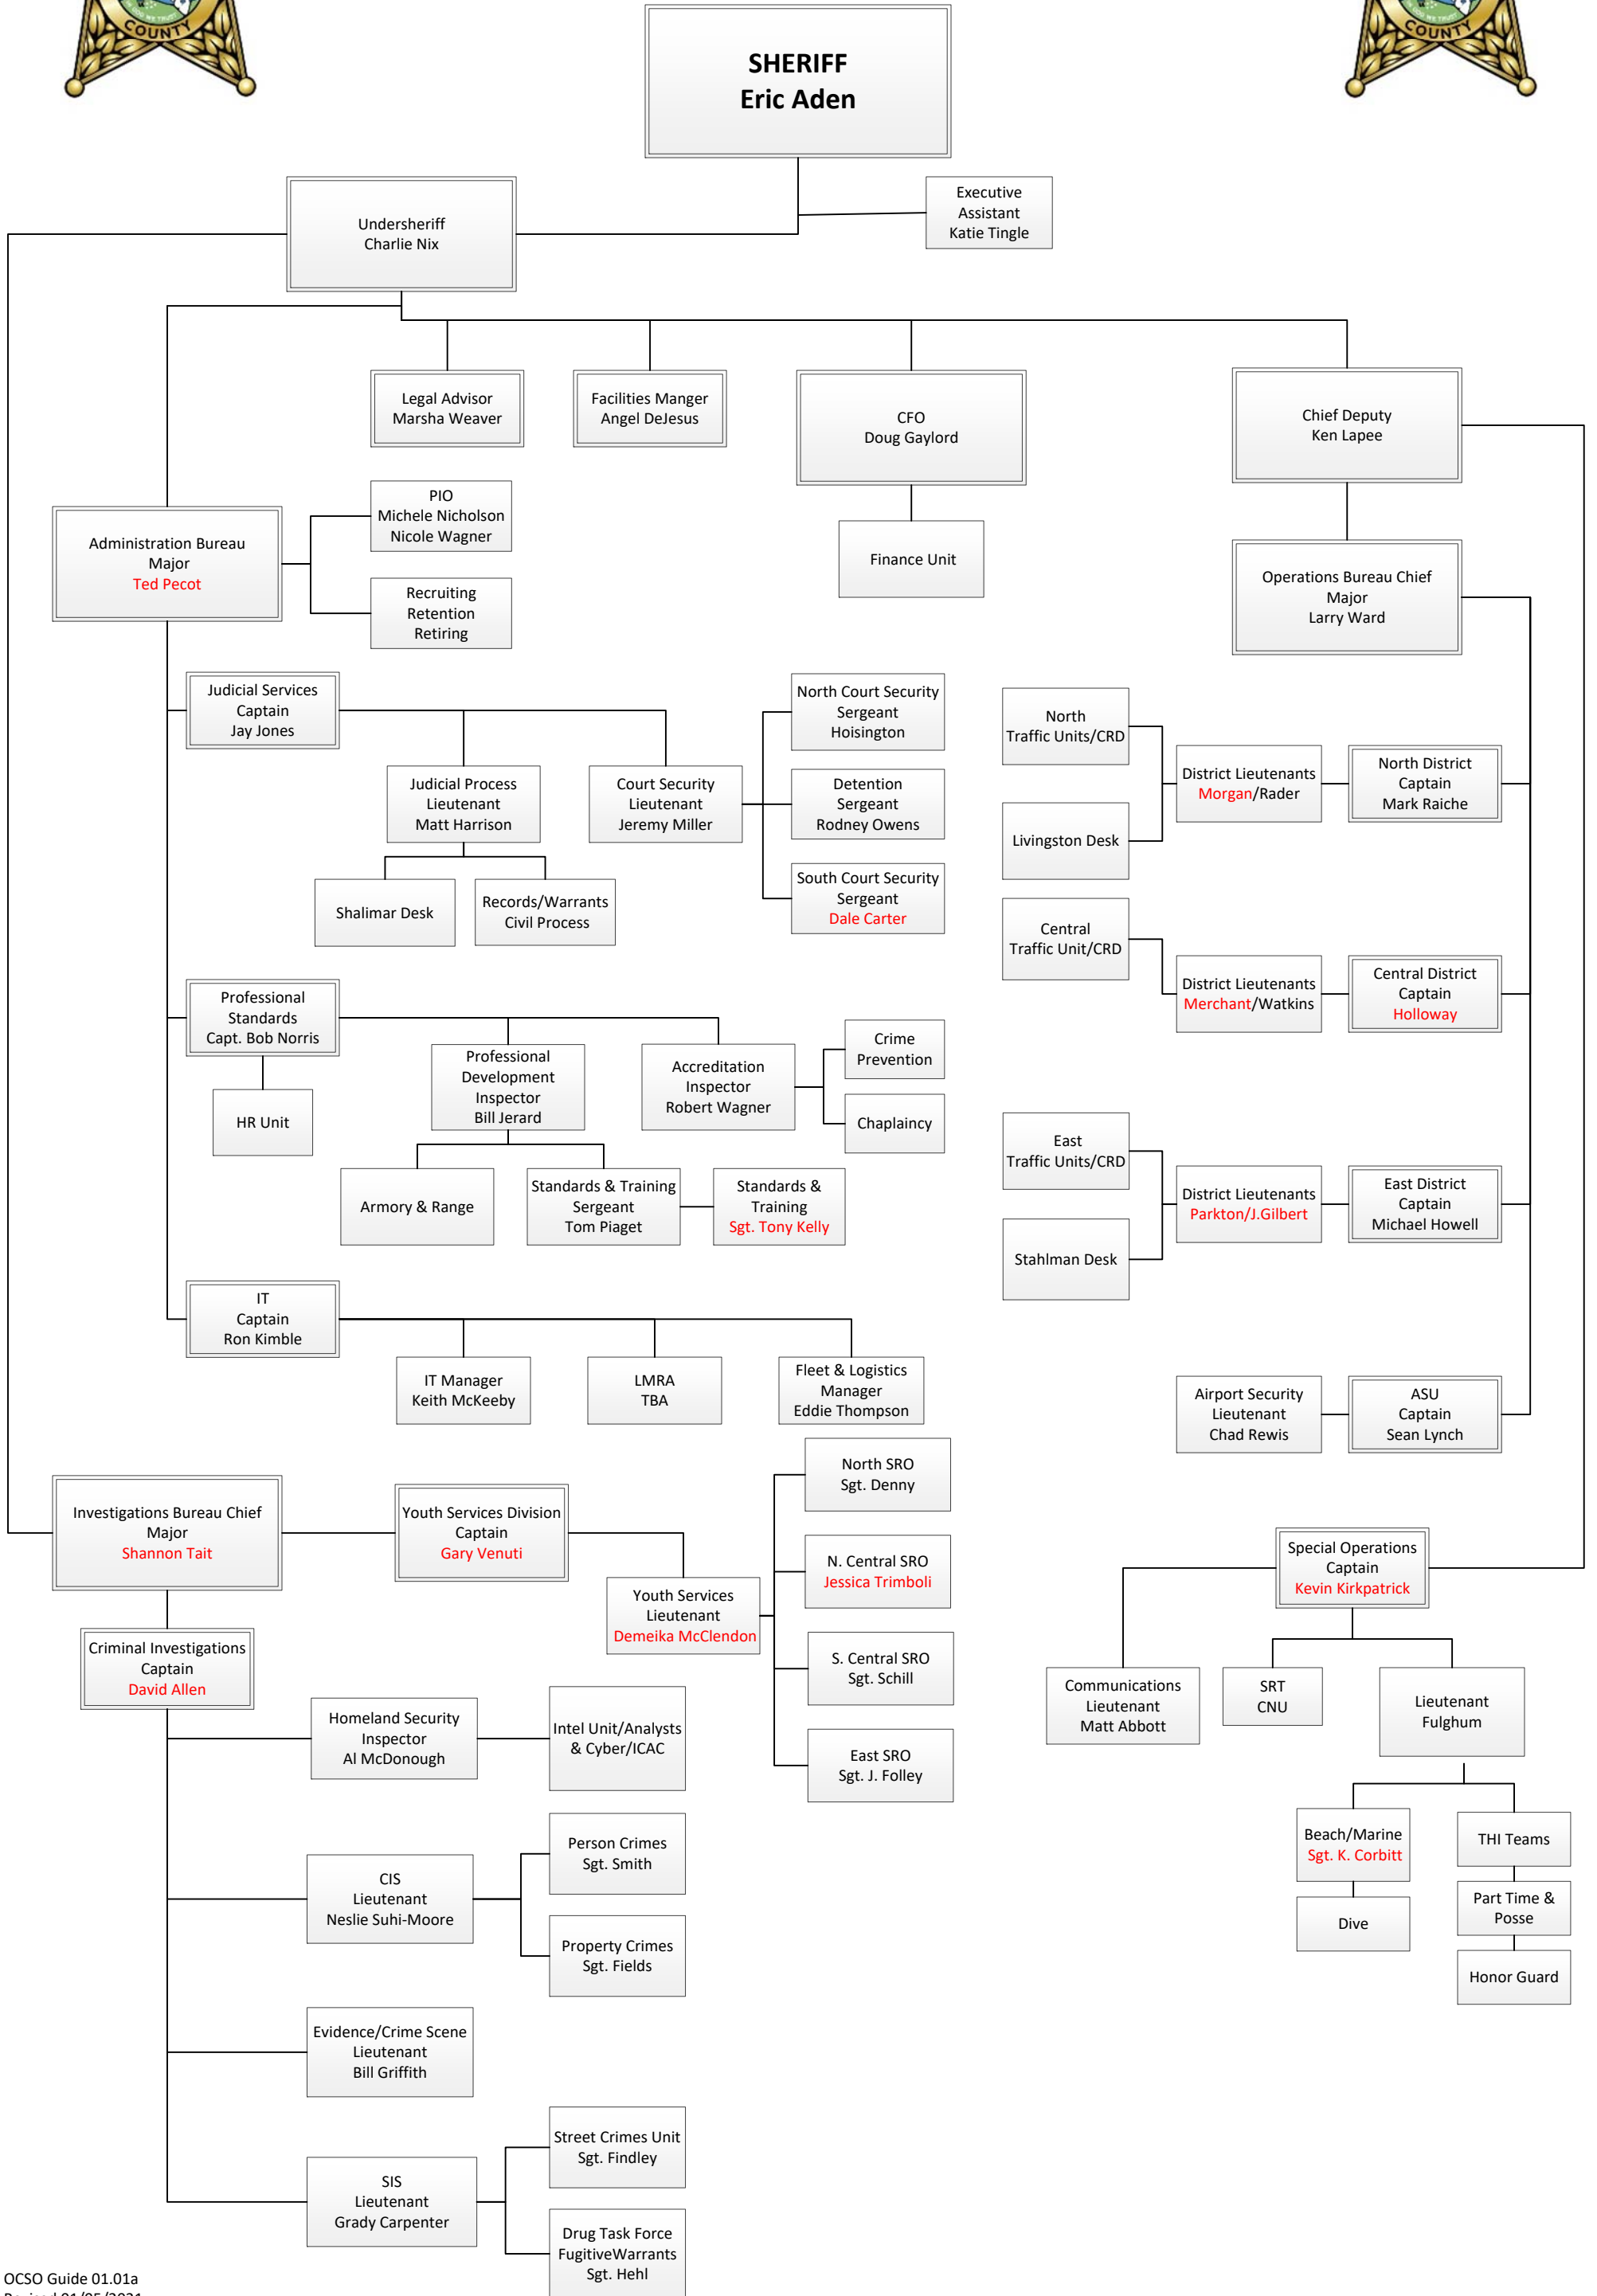 IN GOD WE TRUST
COUNTY
IN GOD WE TRUST
COUNTY
SHERIFF
Eric Aden
Executive
Assistant
Katie Tingle
Undersheriff
Charlie Nix
Legal Advisor
Marsha Weaver
Facilities Manger
Angel DeJesus
CFO
Doug Gaylord
Chief Deputy
Ken Lapee
PIO
Michele Nicholson
Nicole Wagner
Administration Bureau
Major
Ted Pecot
Recruiting
Retention
Retiring
Finance Unit
Operations Bureau Chief
Major
Larry Ward
Judicial Services
Captain
Jay Jones
Judicial Process
Lieutenant
Matt Harrison
Court Security
Lieutenant
Jeremy Miller
North Court Security
Sergeant
Hoisington
Detention
Sergeant
Rodney Owens
South Court Security
Sergeant
Dale Carter
Shalimar Desk
Records/Warrants
Civil Process
North
Traffic Units/CRD
Livingston Desk
District Lieutenants
Morgan/Rader
North District
Captain
Mark Raiche
Central
Traffic Unit/CRD
District Lieutenants
Merchant/Watkins
Central District
Captain
Holloway
Professional
Standards
Capt. Bob Norris
HR Unit
Professional
Development
Inspector
Bill Jerard
Accreditation
Inspector
Robert Wagner
Crime
Prevention
Chaplaincy
Armory & Range
Standards & Training
Sergeant
Tom Piaget
Standards &
Training
Sgt. Tony Kelly
East
Traffic Units/CRD
Stahlman Desk
District Lieutenants
Parkton/J.Gilbert
East District
Captain
Michael Howell
IT
Captain
Ron Kimble
IT Manager
Keith McKeeby
LMRA
TBA
Fleet & Logistics
Manager
Eddie Thompson
Airport Security
Lieutenant
Chad Rewis
ASU
Captain
Sean Lynch
Investigations Bureau Chief
Major
Shannon Tait
Youth Services Division
Captain
Gary Venuti
Youth Services
Lieutenant
Demeika McClendon
North SRO
Sgt. Denny
N. Central SRO
Jessica Trimboli
S. Central SRO
Sgt. Schill
East SRO
Sgt. J. Folley
Special Operations
Captain
Kevin Kirkpatrick
Communications
Lieutenant
Matt Abbott
SRT
CNU
Lieutenant
Fulghum
Beach/Marine
Sgt. K. Corbitt
Dive
THI Teams
Part Time &
Posse
Honor Guard
Criminal Investigations
Captain
David Allen
Homeland Security
Inspector
Al McDonough
Intel Unit/Analysts
& Cyber/ICAC
CIS
Lieutenant
Neslie Suhi-Moore
Person Crimes
Sgt. Smith
Property Crimes
Sgt. Fields
Evidence/Crime Scene
Lieutenant
Bill Griffith
SIS
Lieutenant
Grady Carpenter
Street Crimes Unit
Sgt. Findley
Drug Task Force
FugitiveWarrants
Sgt. Hehl
OCSO Guide 01.01a
Revised 01/05/2021